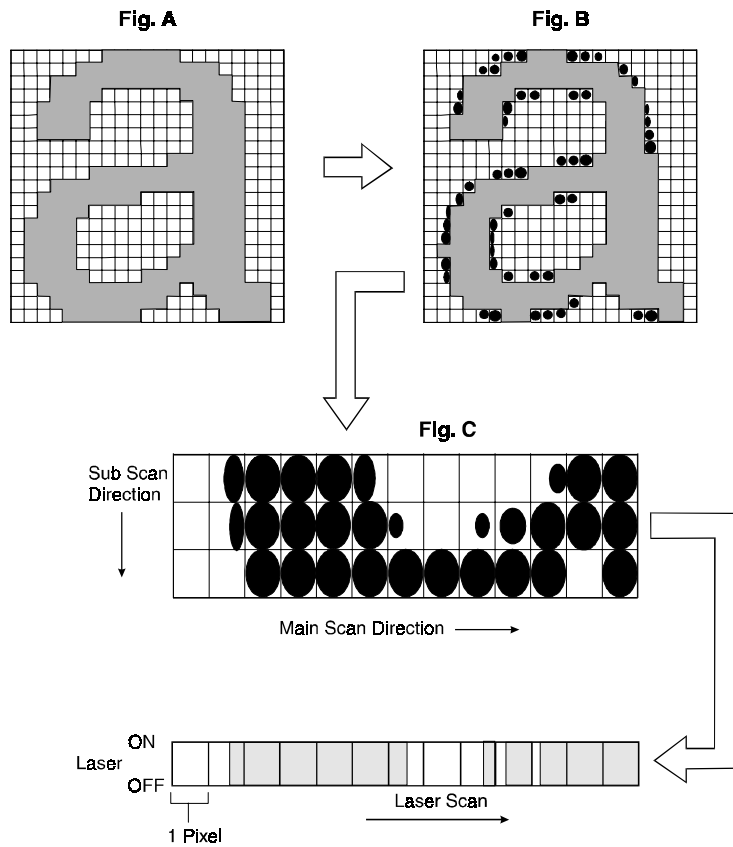 Fig. A
Fig. B
FIg. C
Sub Scan
Direction
Main Scan Direction
ON
Laser
OFF
Laser Scan
1 Pixel